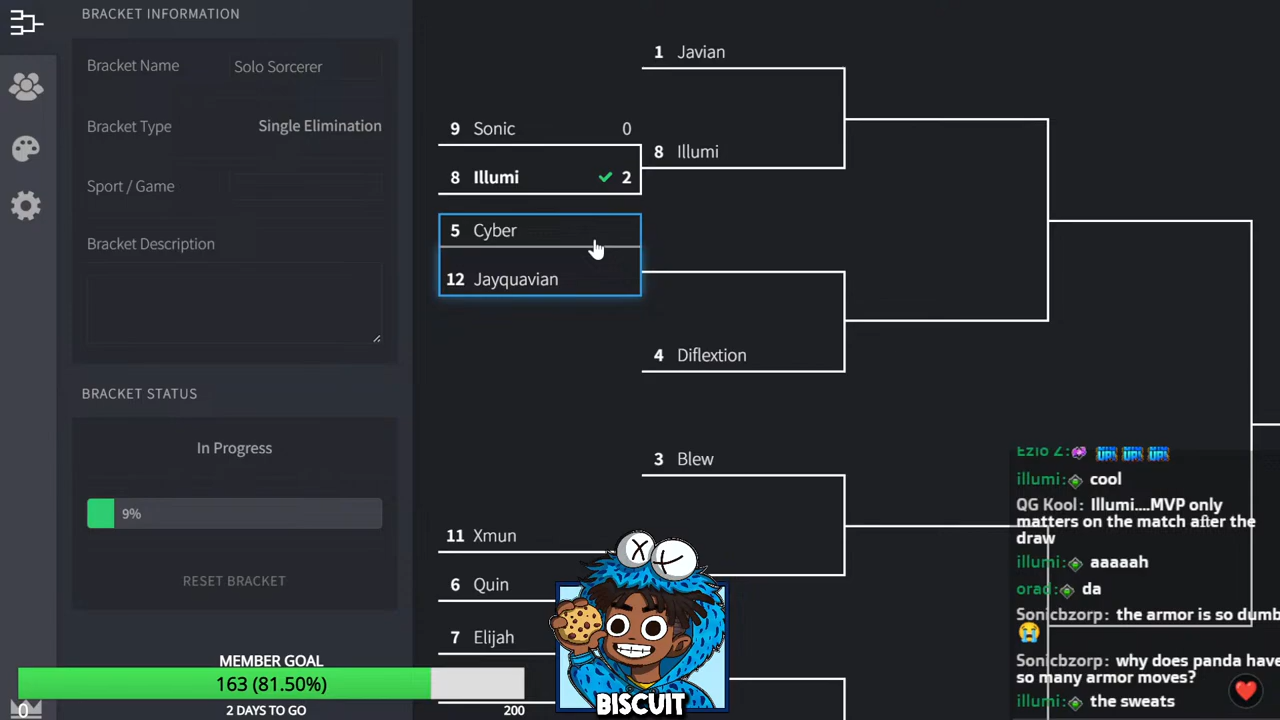 BRACKET INFORMATION
Bracket Name Solo Sorcerer
Bracket Type Single Elimination
Sport / Game
Bracket Description
BRACKET STATUS
In Progress
9%
RESET BRACKET
1 Javian
9 Sonic 0
8 Illumi
8 Illumi 2
5 Cyber
12 Jayquavian
4 Diflextion
3 Blew
11 Xmun
6 Quin
7 Elijah
Ezio Z:
illumi: cool
QG Kool: Illumi....MVP only
matters on the match after the
draw
illumi: aaaaah
orad: da
Sonicbzorp: the armor is so dumb
Sonicbzorp: why does panda have
so many armor moves?
illumi: the sweats
MEMBER GOAL
163 (81.50%)
0 2 DAYS TO GO 200
BISCUIT